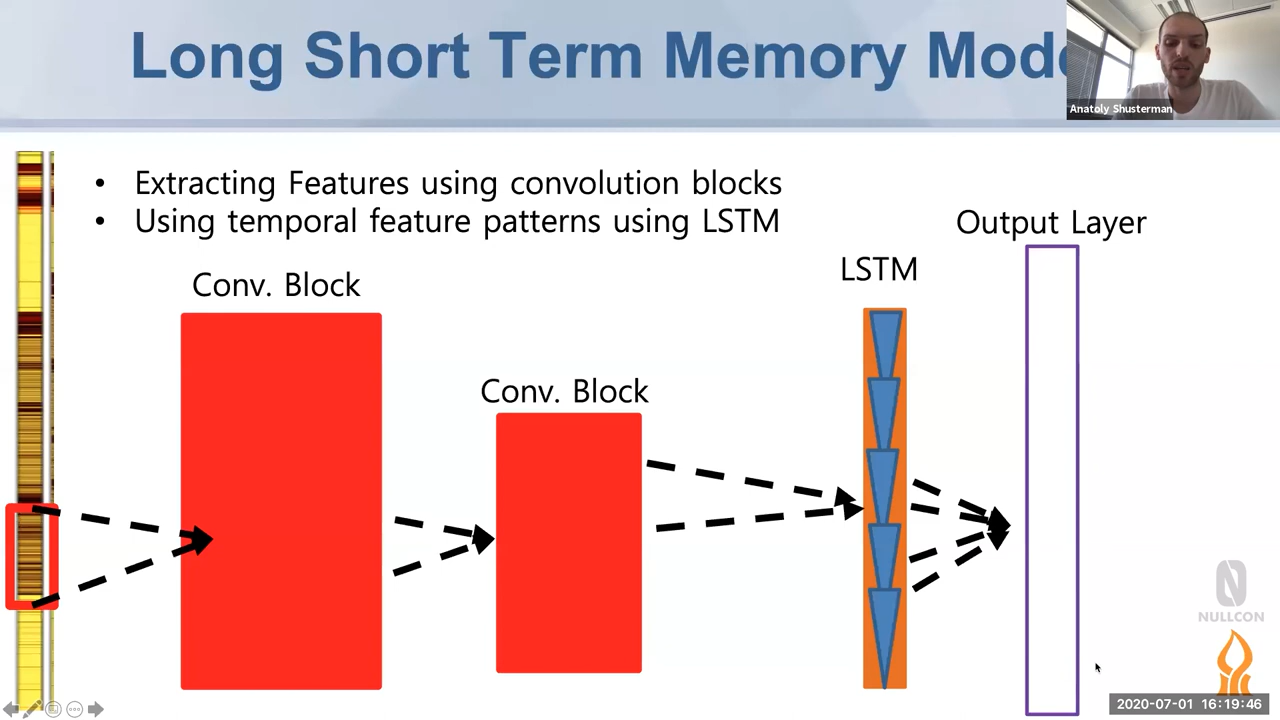 Long Short Term Memory Mod
Anatoly Shusterman
• Extracting Features using convolution blocks
• Using temporal feature patterns using LSTM
Output Layer
LSTM
Conv. Block
Conv. Block
NULLCON
2020-07-01 16:19:46